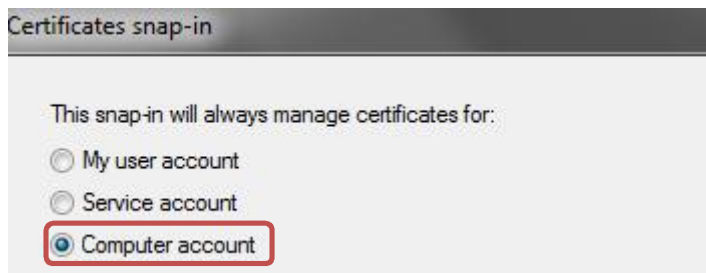 Certificates snap-in
This snap-in will always manage certificates for:
My user account
Service account
Computer account